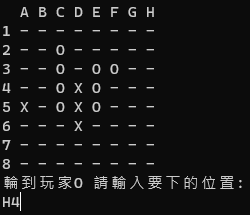 A B C D E F G H
1 - - - - - - - -
2 - - O - - - - -
3 - - O - O O - -
4 - - O X O - - -
5 X - O X O - - -
6 - - - X - - - -
7 - - - - - - - -
8 - - - - - - - -
輪到玩家O 請輸入要下的位置:
H4